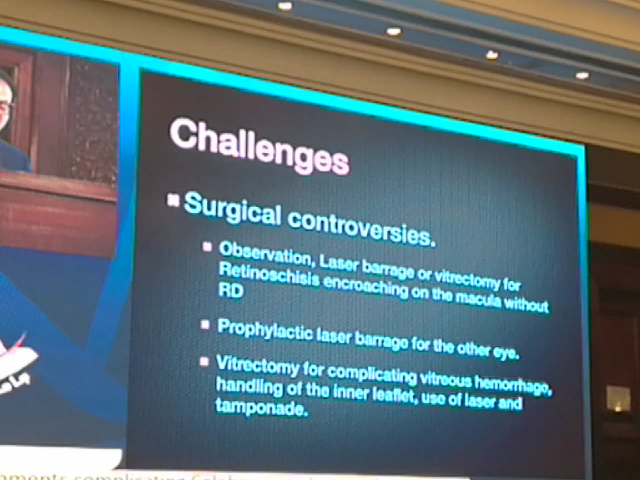 Challenges
Surgical controversies.
Observation, Laser barrage or vitrectomy for
Retinoschisis encroaching on the macula without
RD
Prophylactic laser barrage for the other eye.
Vitrectomy for complicating vitreous hemorrhage,
handling of the inner leaflet, use of laser and
tamponade.
complicating